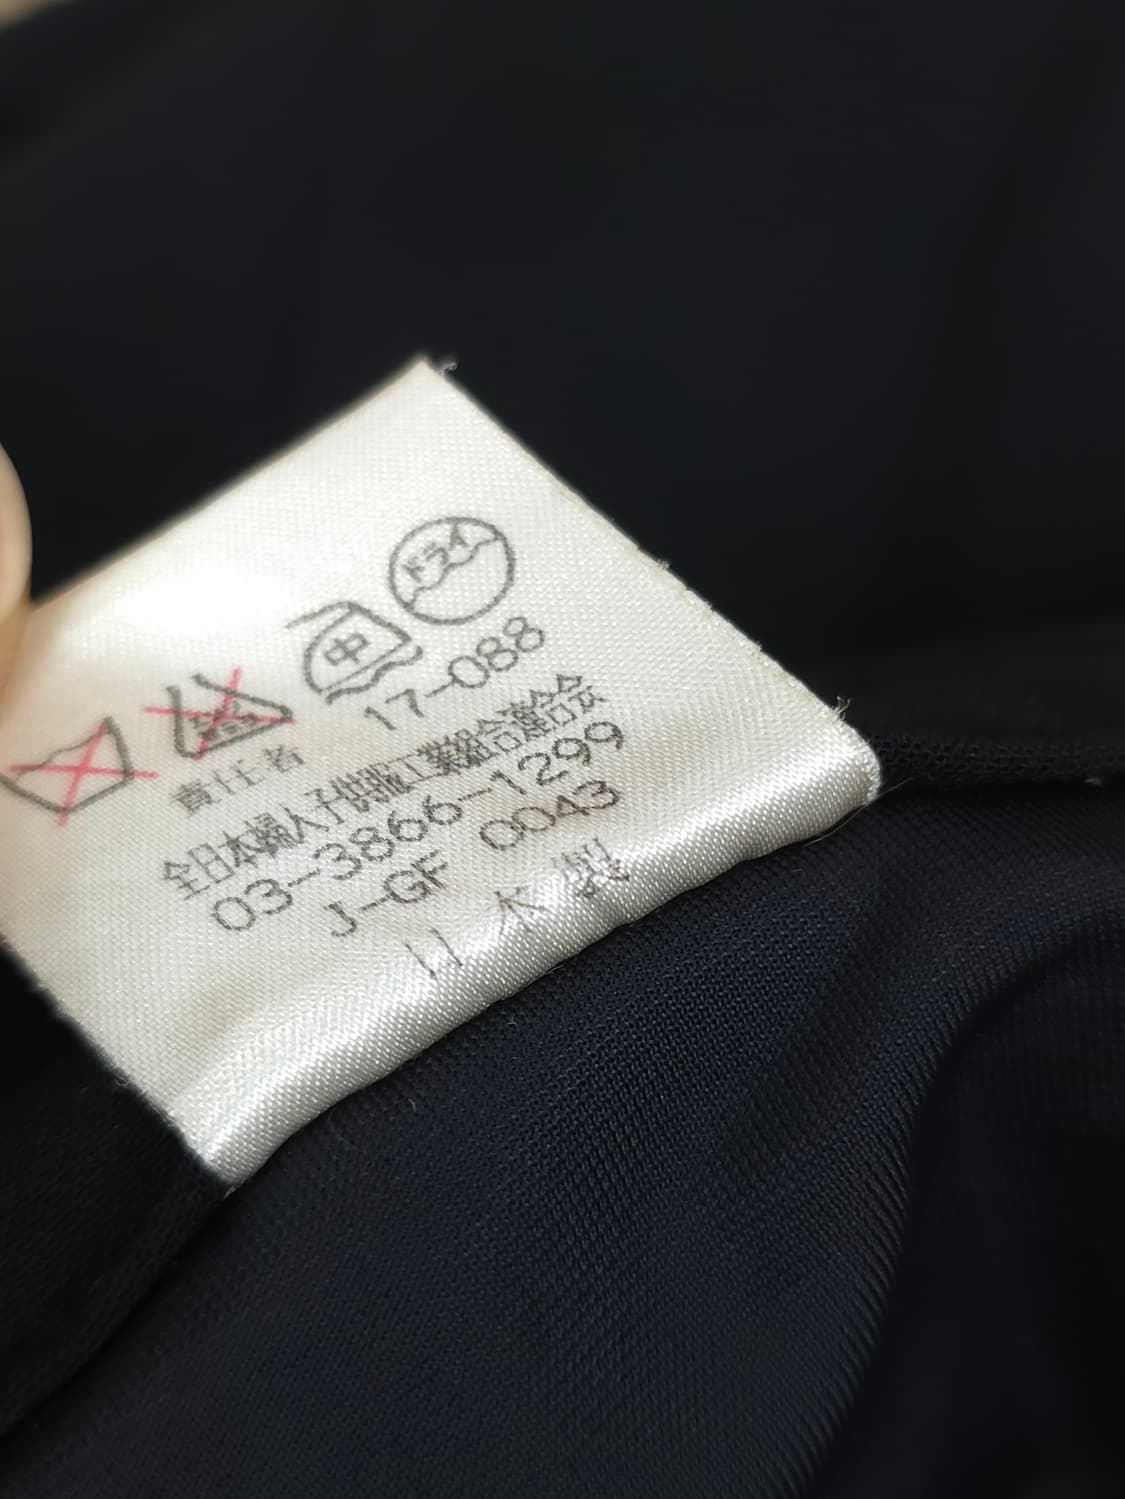 ドライ
中
17-088
責任者
全日本婦人子供服工業組合連合会
03-3866-1299
J-GF 0043
日本製